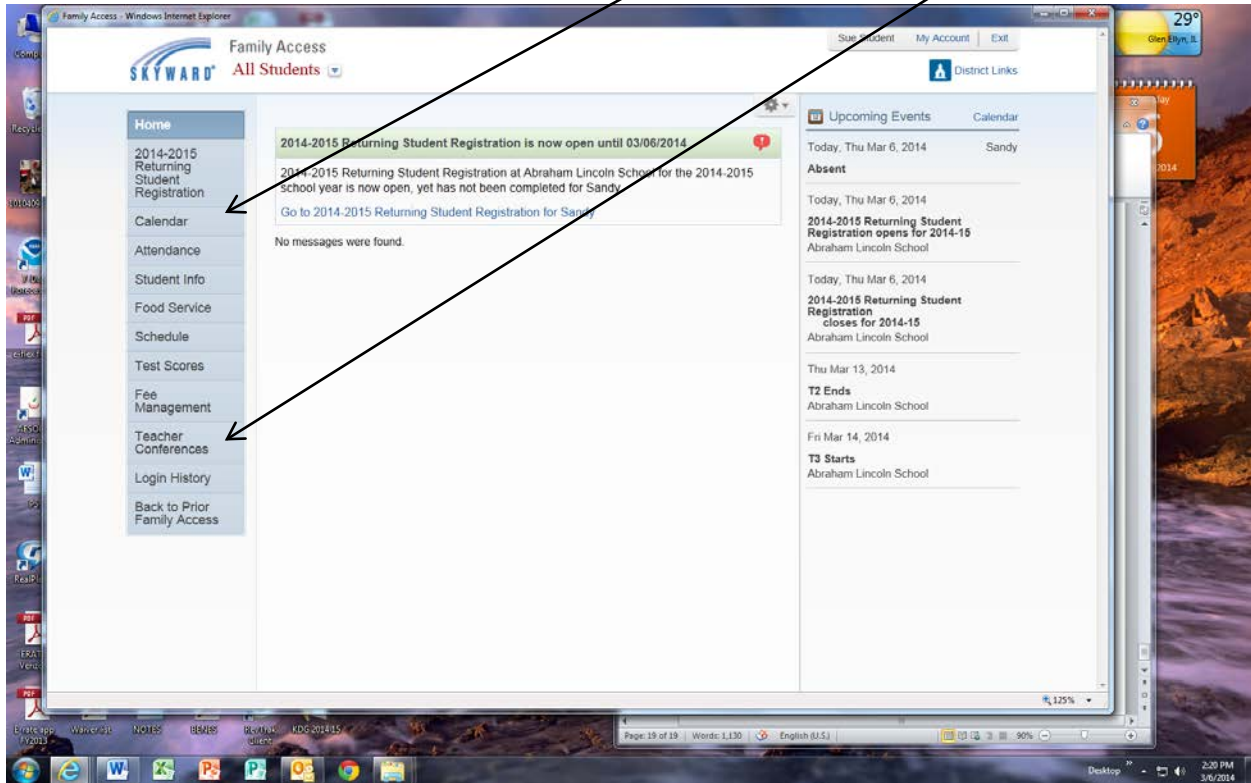 Family Access - Windows Internet Explorer
SKYWARD®
Family Access
All Students
Sue Student My Account Exit
District Links
Home
2014-2015
Returning
Student
Registration
Calendar
Attendance
Student Info
Food Service
Schedule
Test Scores
Fee
Management
Teacher
Conferences
Login History
Back to Prior
Family Access
2014-2015 Returning Student Registration is now open until 03/06/2014
2014-2015 Returning Student Registration at Abraham Lincoln School for the 2014-2015
school year is now open, yet has not been completed for Sandy
Go to 2014-2015 Returning Student Registration for Sandy
No messages were found.
Upcoming Events Calendar
Today, Thu Mar 6, 2014 Sandy
Absent
Today, Thu Mar 6, 2014
2014-2015 Returning Student
Registration opens for 2014-15
Abraham Lincoln School
Today, Thu Mar 6, 2014
2014-2015 Returning Student
Registration
closes for 2014-15
Abraham Lincoln School
Thu Mar 13, 2014
T2 Ends
Abraham Lincoln School
Fri Mar 14, 2014
T3 Starts
Abraham Lincoln School
125%
29°
Glen Ellyn, IL
2014
NOTES
KDG 2014-15
Page: 19 of 19 Words: 1,130 English (U.S.) 90%
Desktop
2:20 PM
3/6/2014